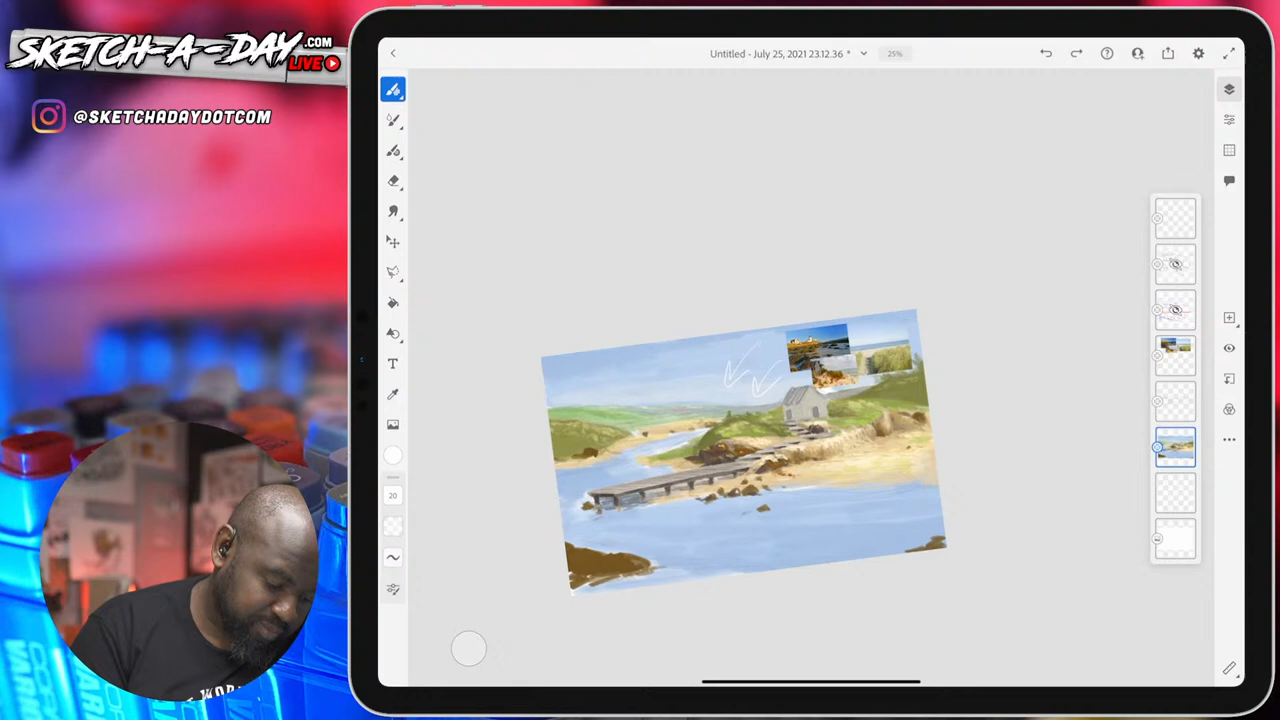 SKETCH-A-DAY.COM
LIVE
@SKETCHADAYDOTCOM
Untitled - July 25, 2021 23.12.36 *
25%
T
20